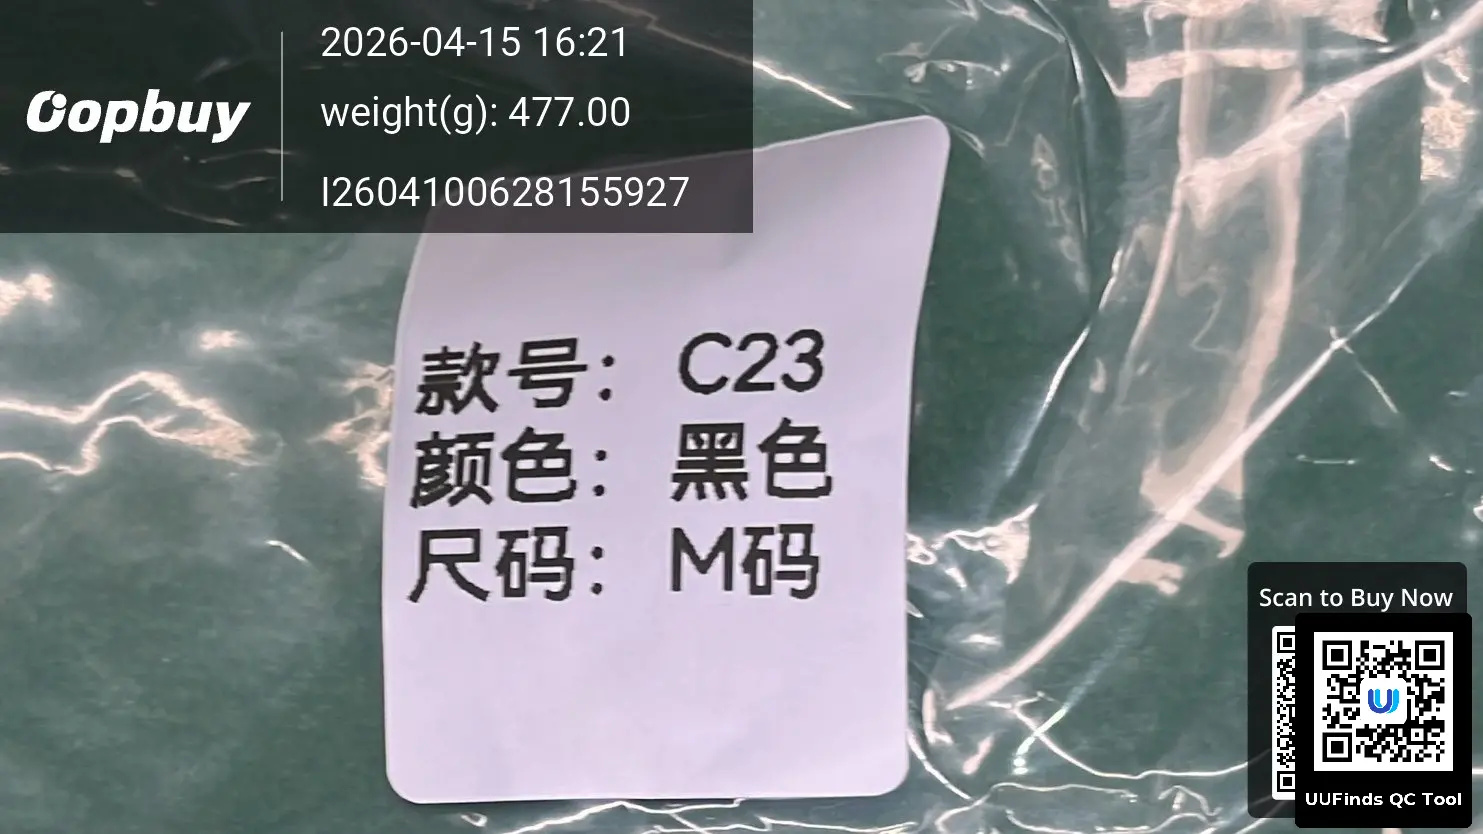 Oopbuy
2026-04-15 16:21
weight(g): 477.00
I2604100628155927
款号: C23
颜色: 黑色
尺码: M码
Scan to Buy Now
UUFinds QC Tool